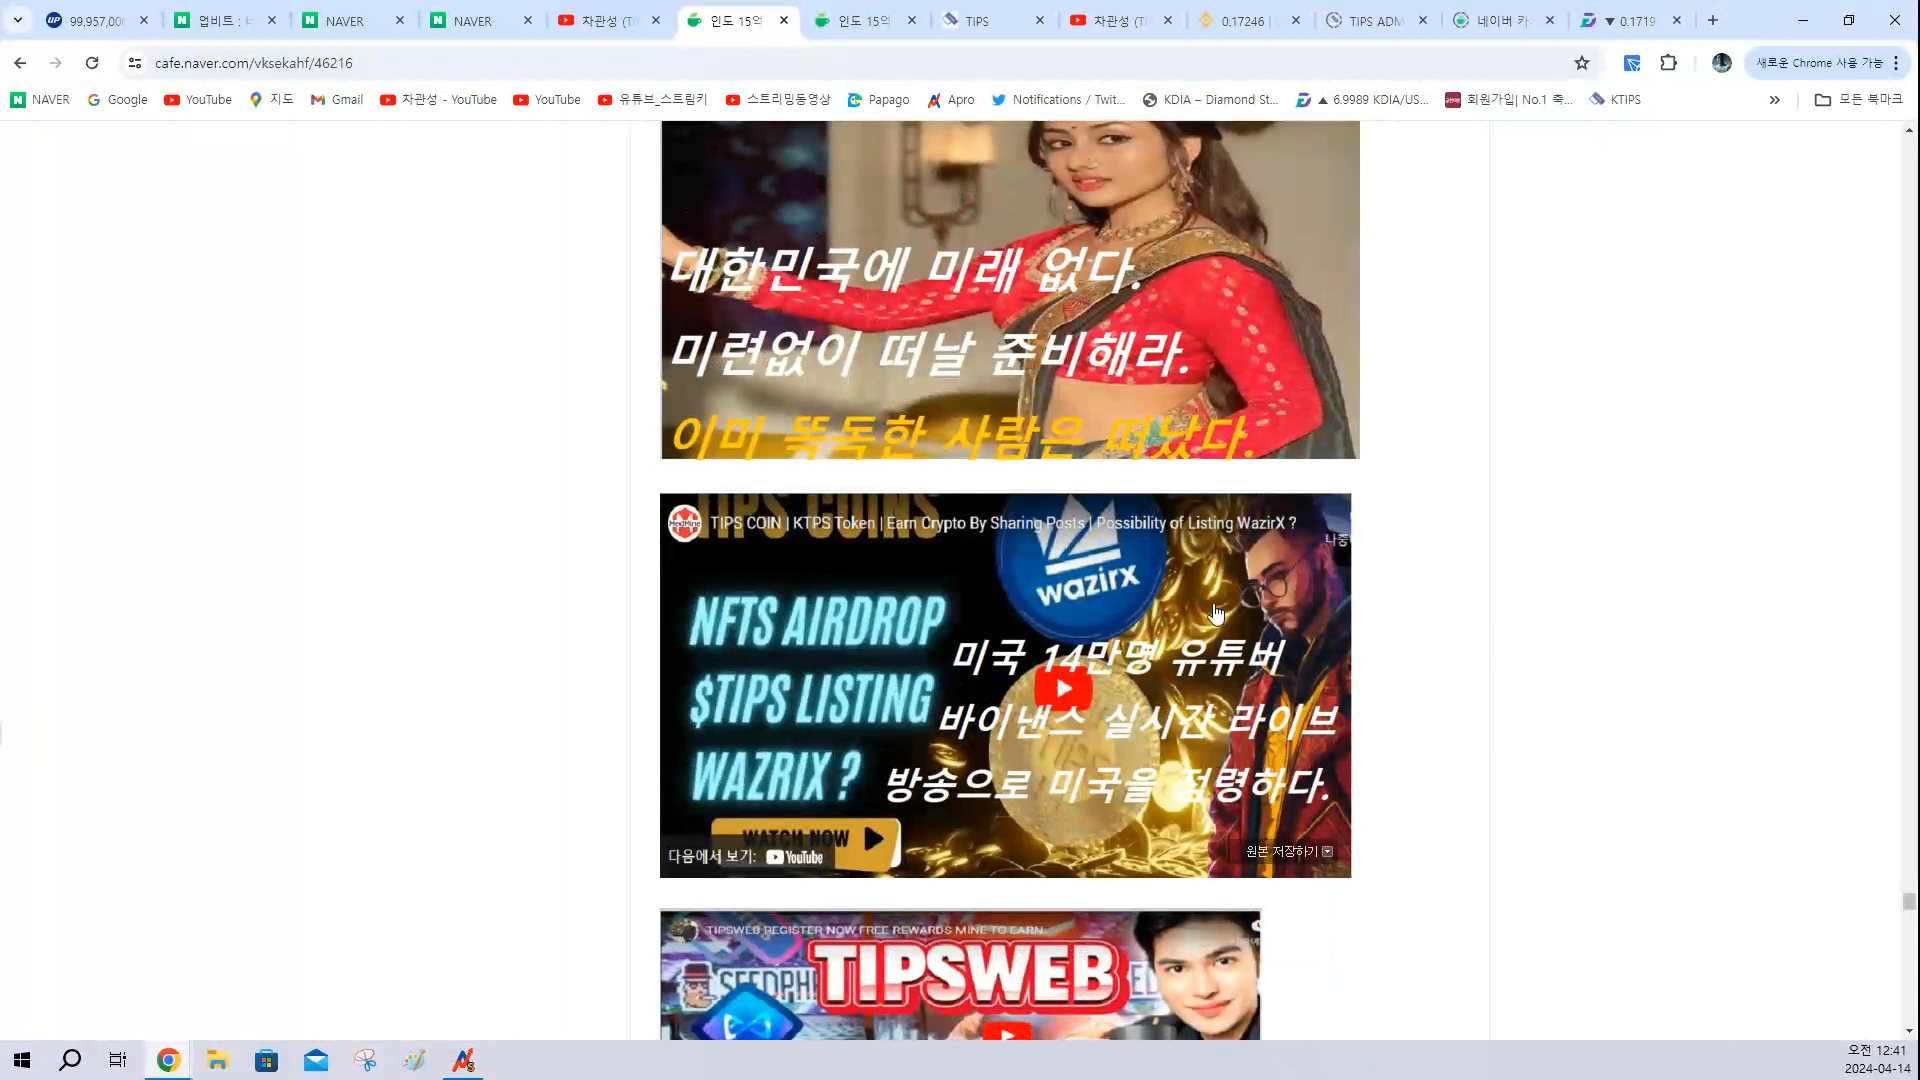 99,957,00
업비트 : 너
NAVER
NAVER
차관성 (TI
인도 15억
인도 15억
TIPS
차관성 (TI
0.17246 |
TIPS ADM
네이버 카
▼ 0.1719
cafe.naver.com/vksekahf/46216
새로운 Chrome 사용 가능
NAVER
Google
YouTube
지도
Gmail
차관성 - YouTube
YouTube
유튜브_스트림키
스트리밍동영상
Papago
Apro
Notifications / Twit...
KDIA – Diamond St...
▲ 6.9989 KDIA/US...
회원가입| No.1 축...
KTIPS
모든 북마크
대한민국에 미래 없다.
미련없이 떠날 준비해라.
이미 똑독한 사람은 떠났다.
TIPS COINS
MedMine
TIPS COIN | KTPS Token | Earn Crypto By Sharing Posts | Possibility of Listing WazirX ?
나중에
wazirx
NFTS AIRDROP
$TIPS LISTING
WAZRIX ?
미국 14만명 유튜버
바이낸스 실시간 라이브
방송으로 미국을 점령하다.
WATCH NOW
다음에서 보기: YouTube
원본 저장하기
TIPSWEB REGISTER NOW FREE REWARDS MINE TO EARN
TIPSWEB
오전 12:41
2024-04-14